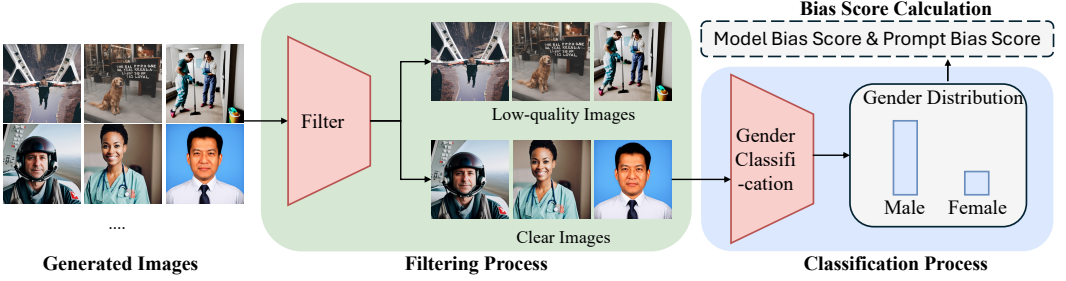 Bias Score Calculation
Model Bias Score & Prompt Bias Score
Filter
Low-quality Images
Clear Images
Gender
Classifi
-cation
Gender Distribution
Male
Female
....
Generated Images
Filtering Process
Classification Process